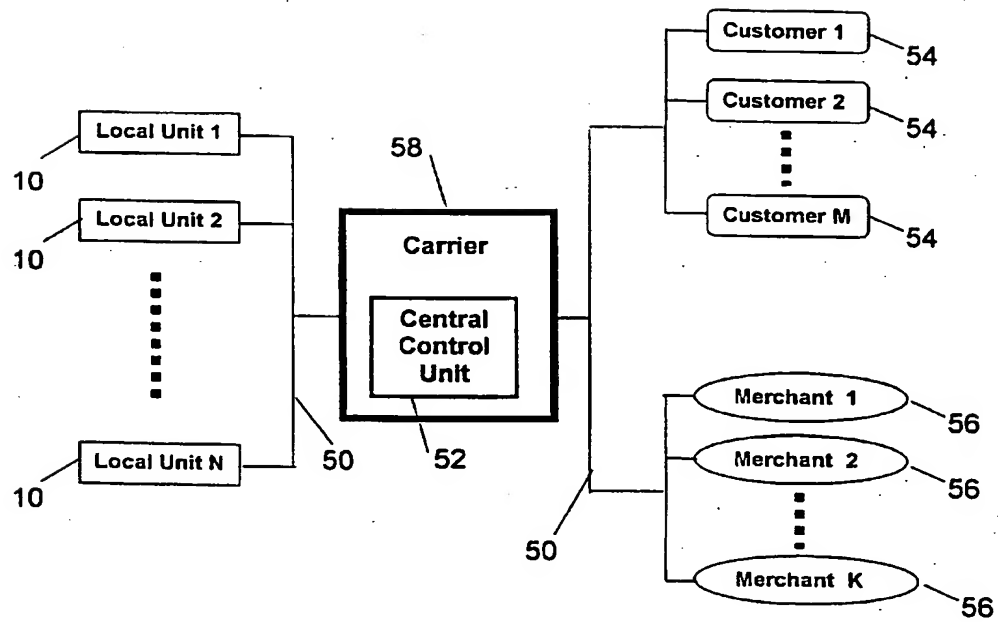 Local Unit 1
10
Local Unit 2
10
Local Unit N
10
50
58
Carrier
Central
Control
Unit
52
Customer 1
54
Customer 2
54
Customer M
54
Merchant 1
56
Merchant 2
56
Merchant K
56
50